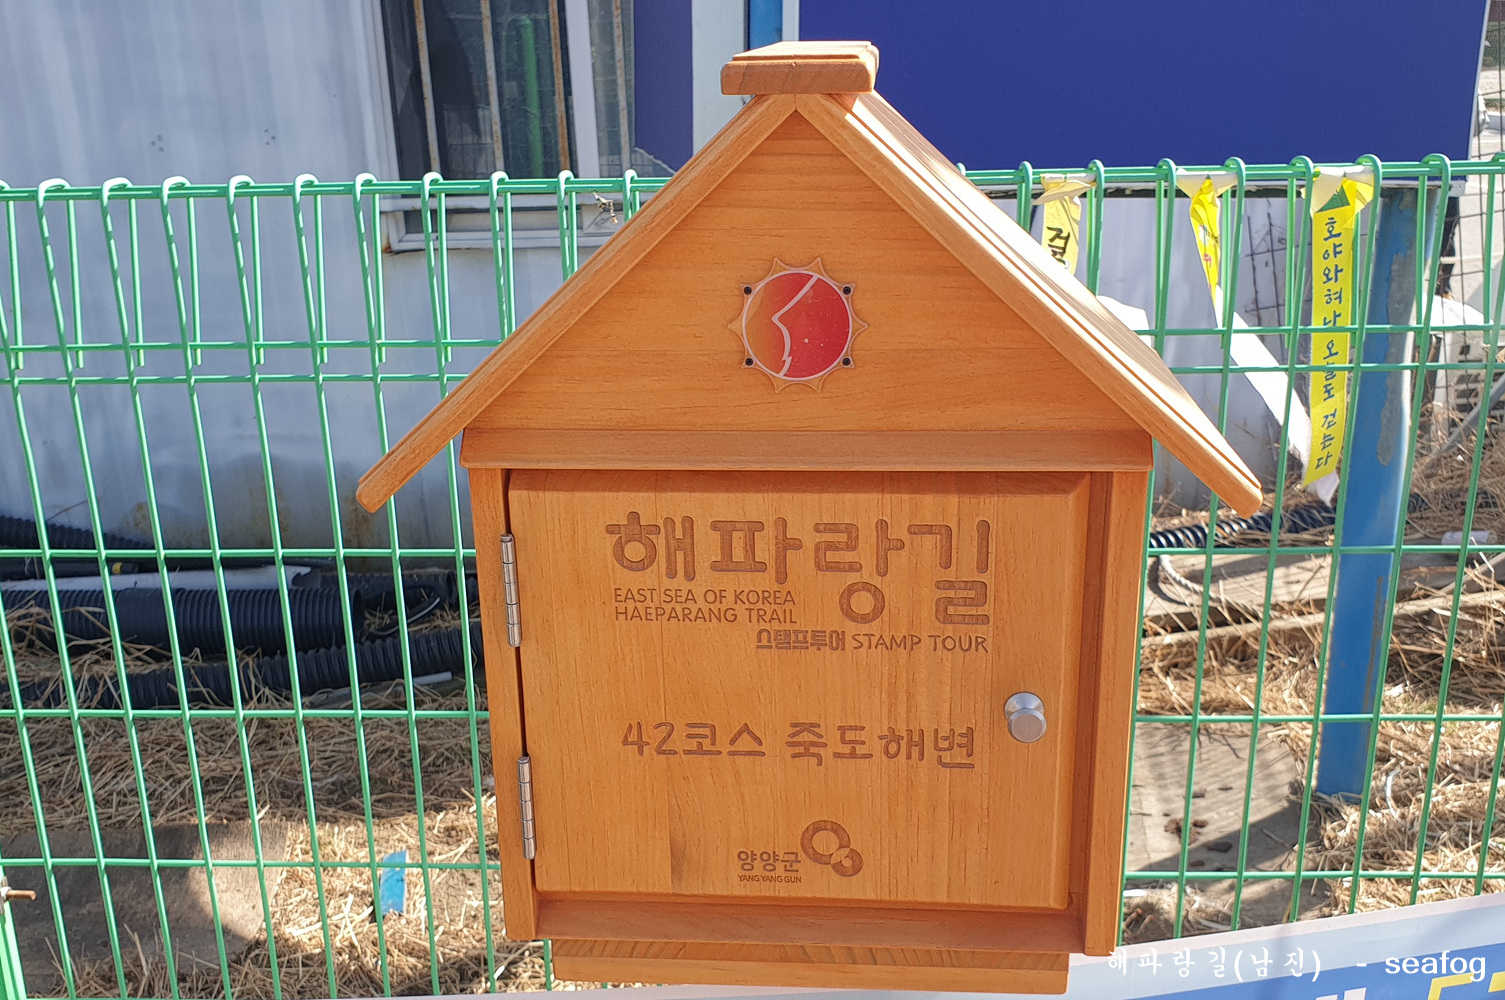 해파랑길
EAST SEA OF KOREA
HAEPARANG TRAIL
스탬프투어 STAMP TOUR
42코스 죽도해변
양양군
YANG YANG GUN
호야와혀나 오늘도 걷는다
해파랑길(남진) - seafog